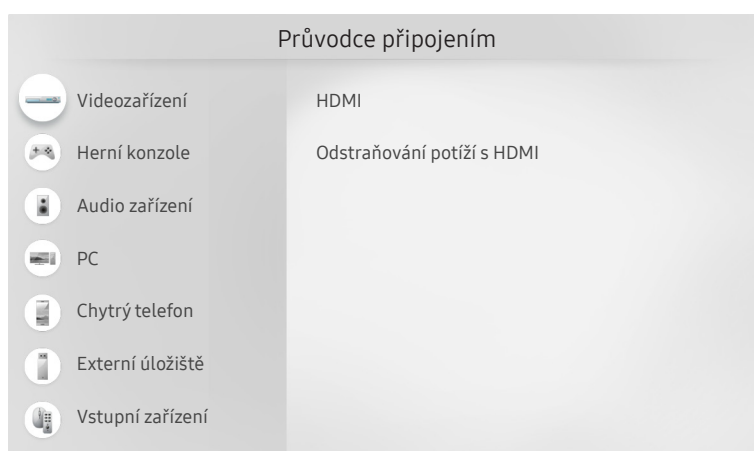 Průvodce připojením
Videozařízení
Herní konzole
Audio zařízení
PC
Chytrý telefon
Externí úložiště
Vstupní zařízení
HDMI
Odstraňování potíží s HDMI